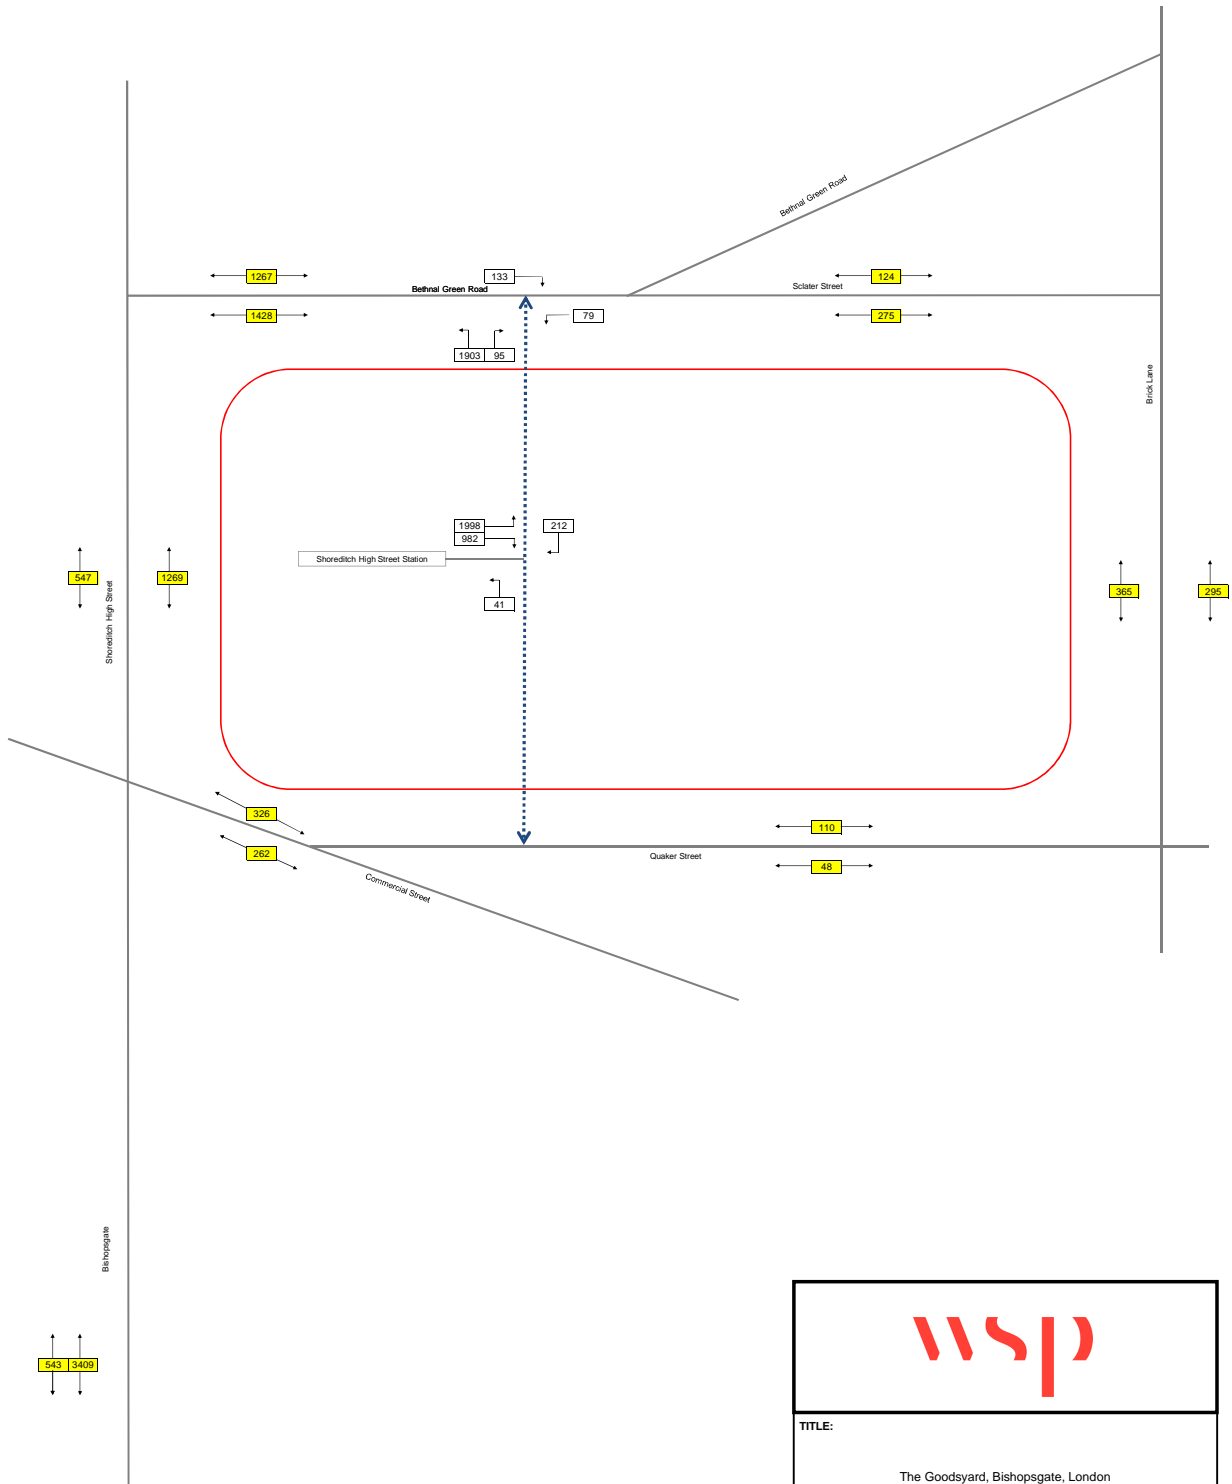 Bethnal Green Road
1267
133
124
Bethnal Green Road
Sclater Street
1428
79
275
1903 95
Brick Lane
1998
212
982
Shoreditch High Street Station
547
1269
41
365
295
Shoreditch High Street
326
110
262
Quaker Street
48
Commercial Street
Bishopsgate
543 3409
wsp
TITLE:
The Goodsyard, Bishopsgate, London